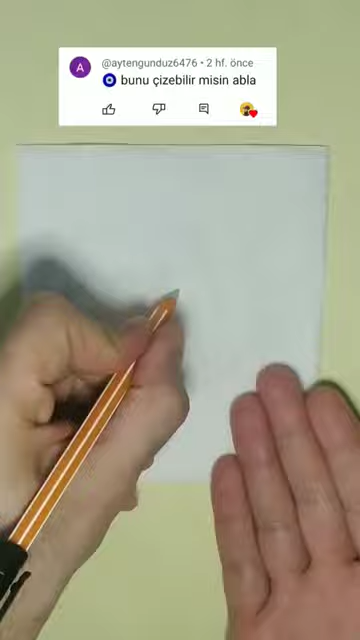 A
@aytengunduz6476 • 2 hf. önce
🧿 bunu çizebilir misin abla